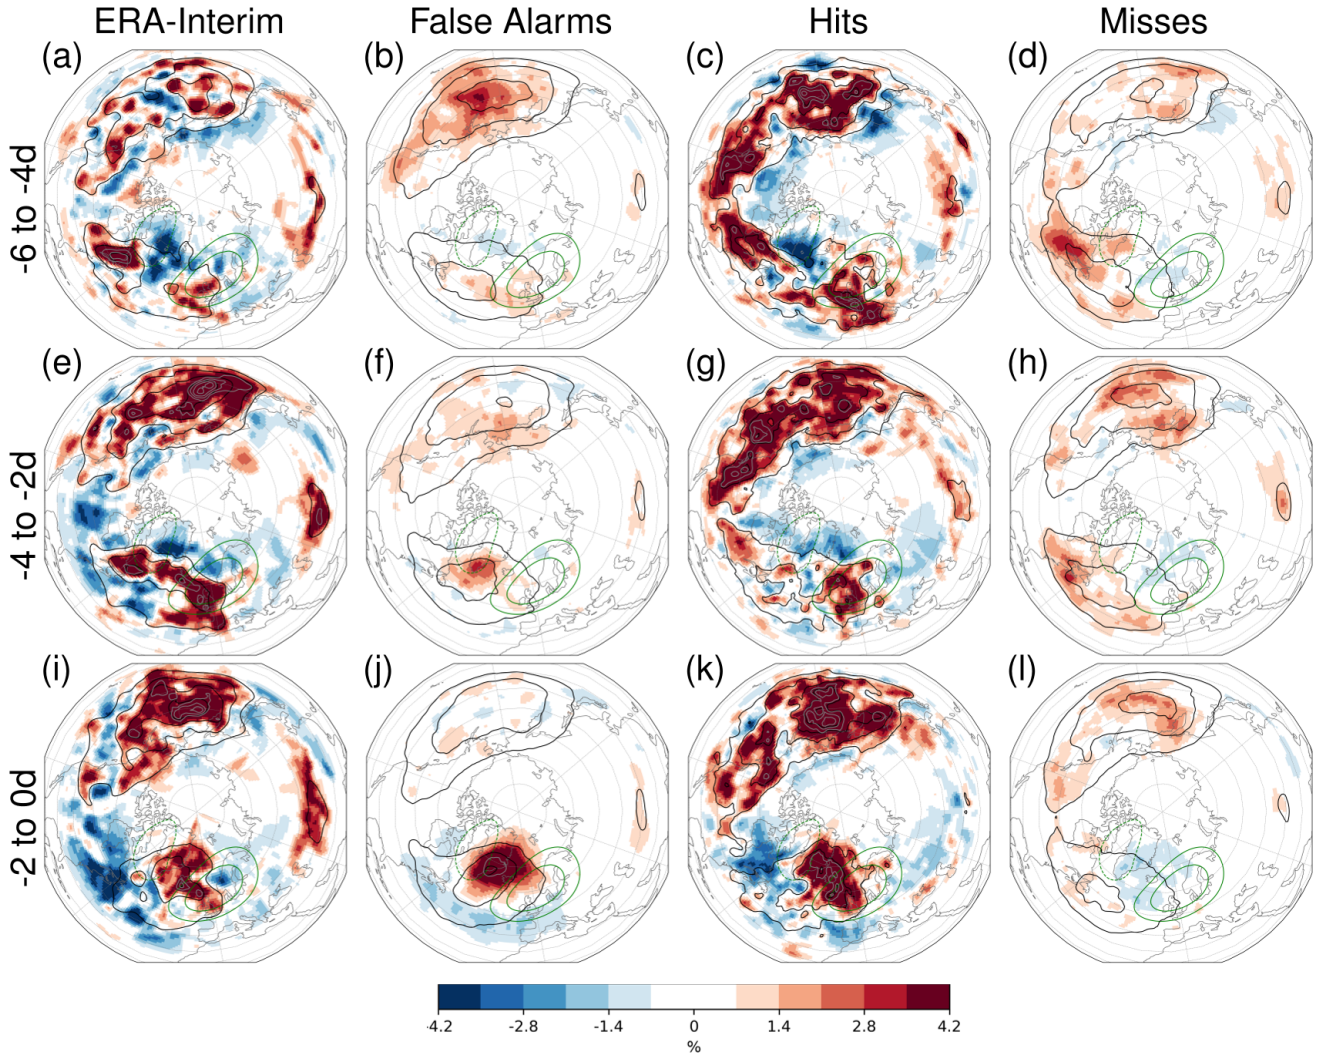 ERA-Interim False Alarms Hits Misses
(a) (b) (c) (d)
-6 to -4d
(e) (f) (g) (h)
-4 to -2d
(i) (j) (k) (l)
-2 to 0d
-4.2 -2.8 -1.4 0 1.4 2.8 4.2
%